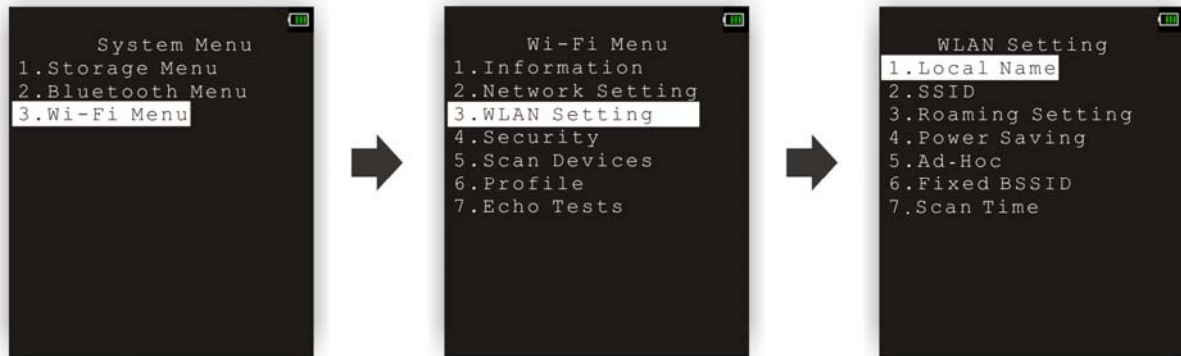 System Menu
1.Storage Menu
2.Bluetooth Menu
3.Wi-Fi Menu
Wi-Fi Menu
1.Information
2.Network Setting
3.WLAN Setting
4.Security
5.Scan Devices
6.Profile
7.Echo Tests
WLAN Setting
1.Local Name
2.SSID
3.Roaming Setting
4.Power Saving
5.Ad-Hoc
6.Fixed BSSID
7.Scan Time